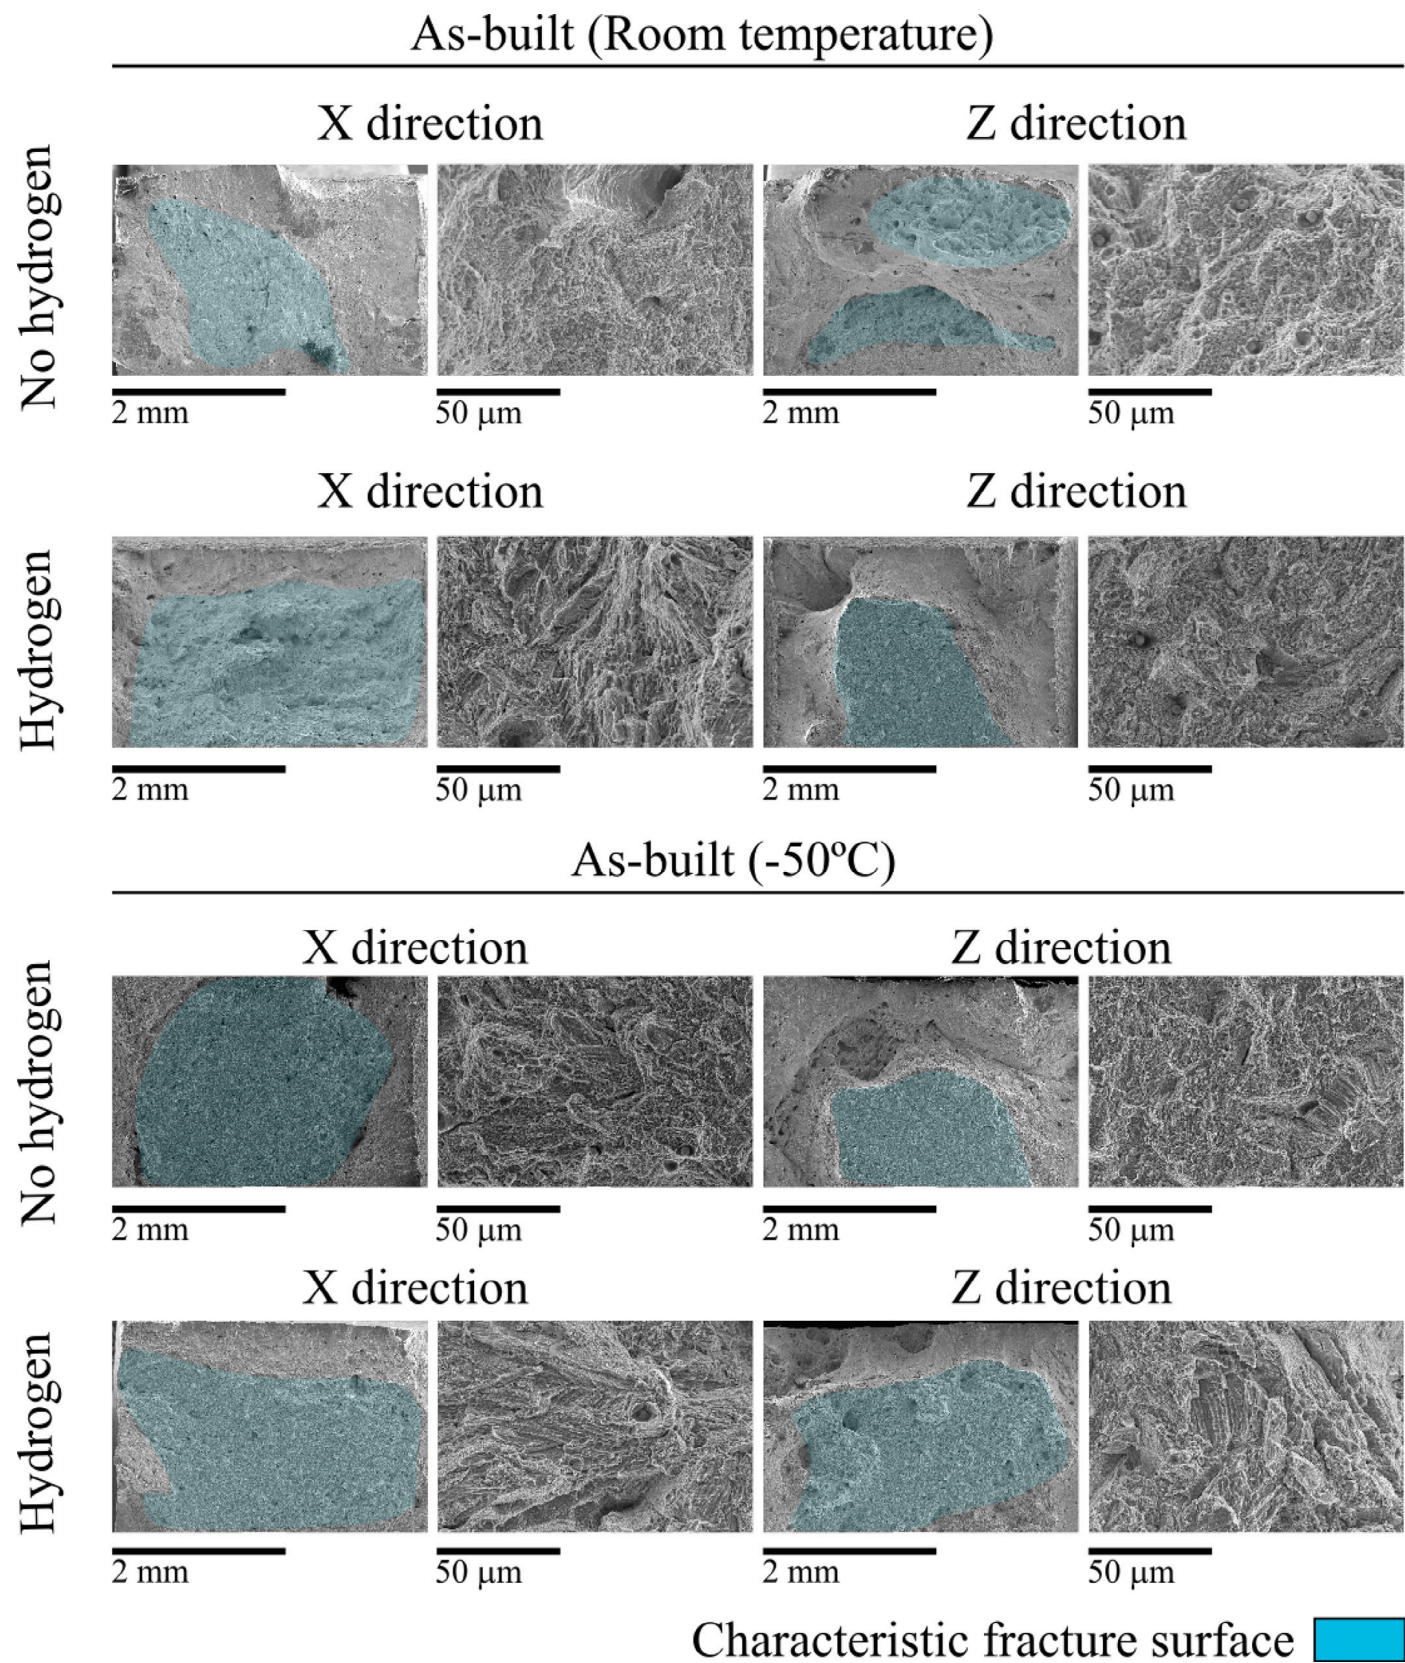 As-built (Room temperature)
X direction Z direction
No hydrogen
2 mm 50 μm 2 mm 50 μm
X direction Z direction
Hydrogen
2 mm 50 μm 2 mm 50 μm
As-built (-50ºC)
X direction Z direction
No hydrogen
2 mm 50 μm 2 mm 50 μm
X direction Z direction
Hydrogen
2 mm 50 μm 2 mm 50 μm
Characteristic fracture surface